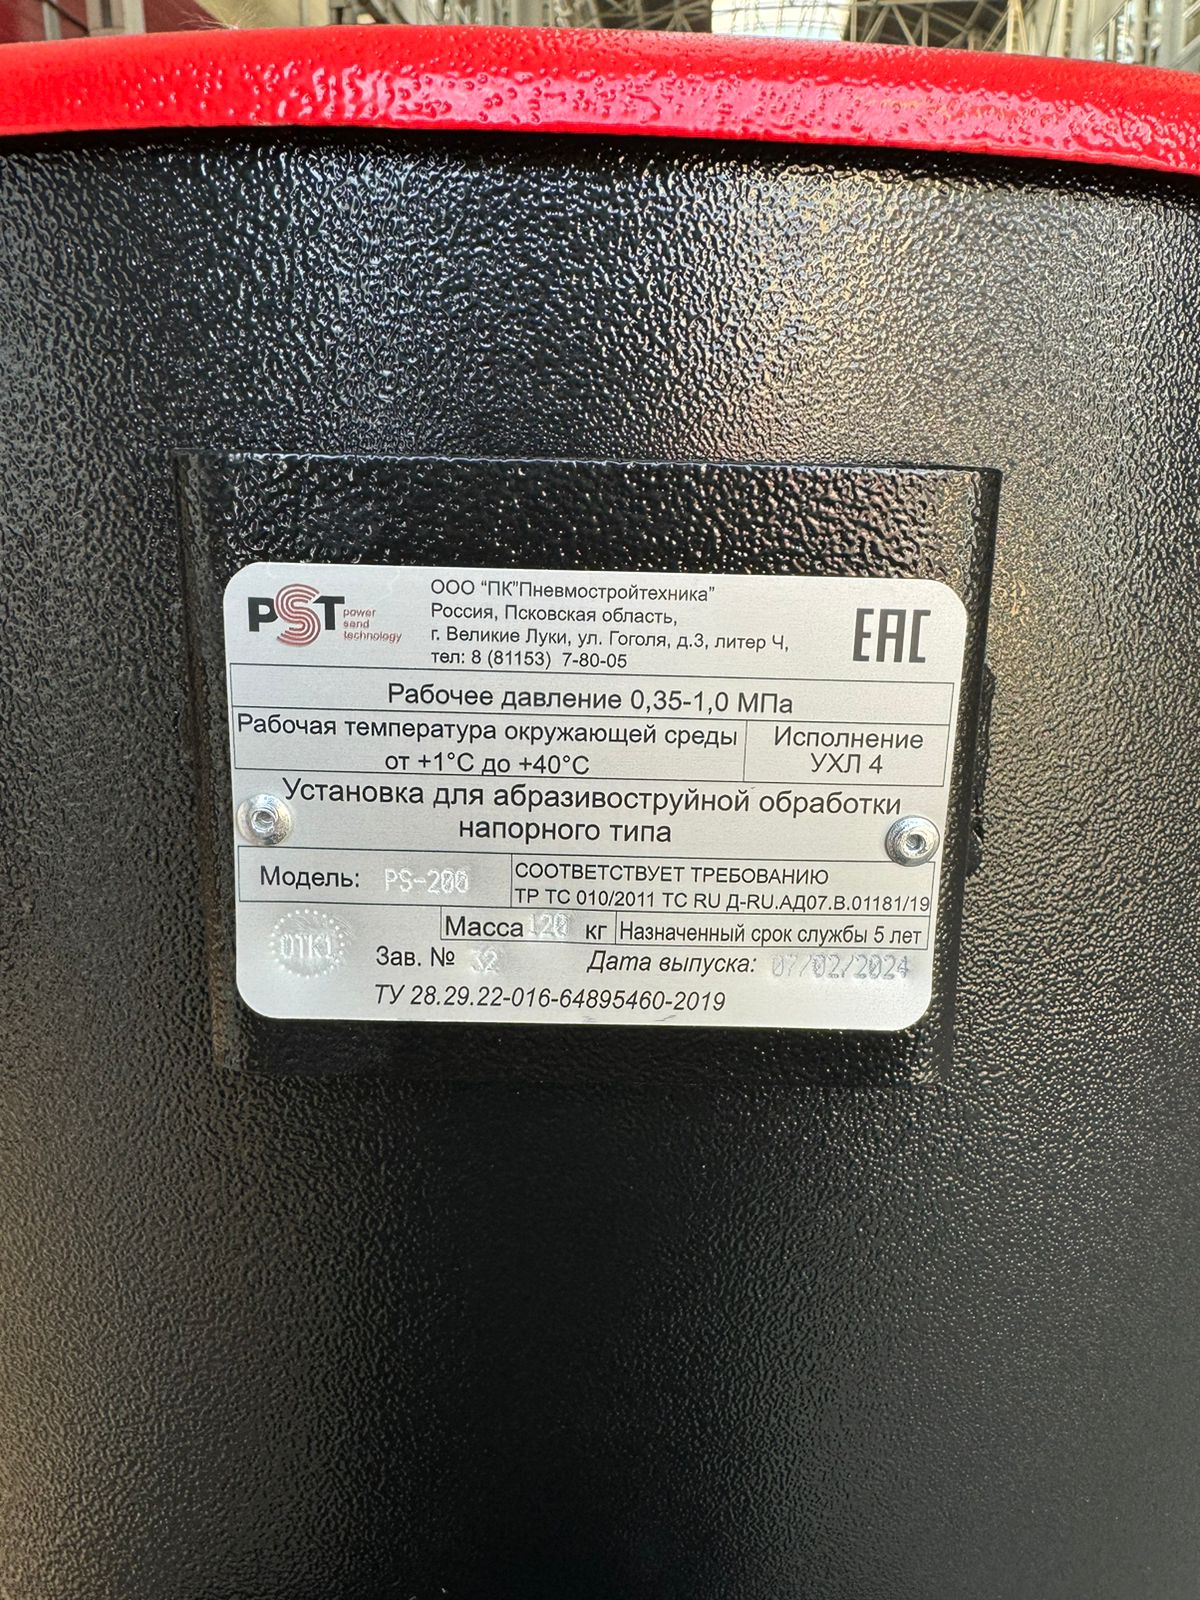 PST
power
sand
technology
ООО “ПК”Пневмостройтехника”
Россия, Псковская область,
г. Великие Луки, ул. Гоголя, д.3, литер Ч,
тел: 8 (81153) 7-80-05
EAC
Рабочее давление 0,35-1,0 МПа
Рабочая температура окружающей среды
от +1°С до +40°С
Исполнение
УХЛ 4
Установка для абразивоструйной обработки
напорного типа
Модель: PS-200
СООТВЕТСТВУЕТ ТРЕБОВАНИЮ
ТР ТС 010/2011 ТС RU Д-RU.АД07.В.01181/19
Масса 120 кг
Назначенный срок службы 5 лет
ОТК1
Зав. № 32
Дата выпуска: 07/02/2024
ТУ 28.29.22-016-64895460-2019